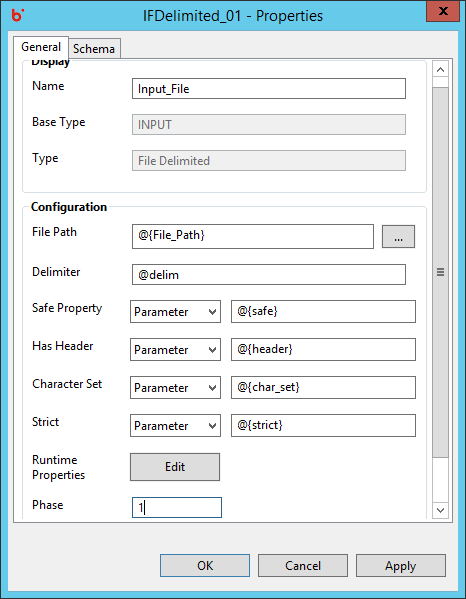 IFDelimited_01 - Properties
General
Schema
Display
Name
Input_File
Base Type
INPUT
Type
File Delimited
Configuration
File Path
@{File_Path}
...
Delimiter
@delim
Safe Property
Parameter
@{safe}
Has Header
Parameter
@{header}
Character Set
Parameter
@{char_set}
Strict
Parameter
@{strict}
Runtime
Properties
Edit
Phase
1
OK
Cancel
Apply